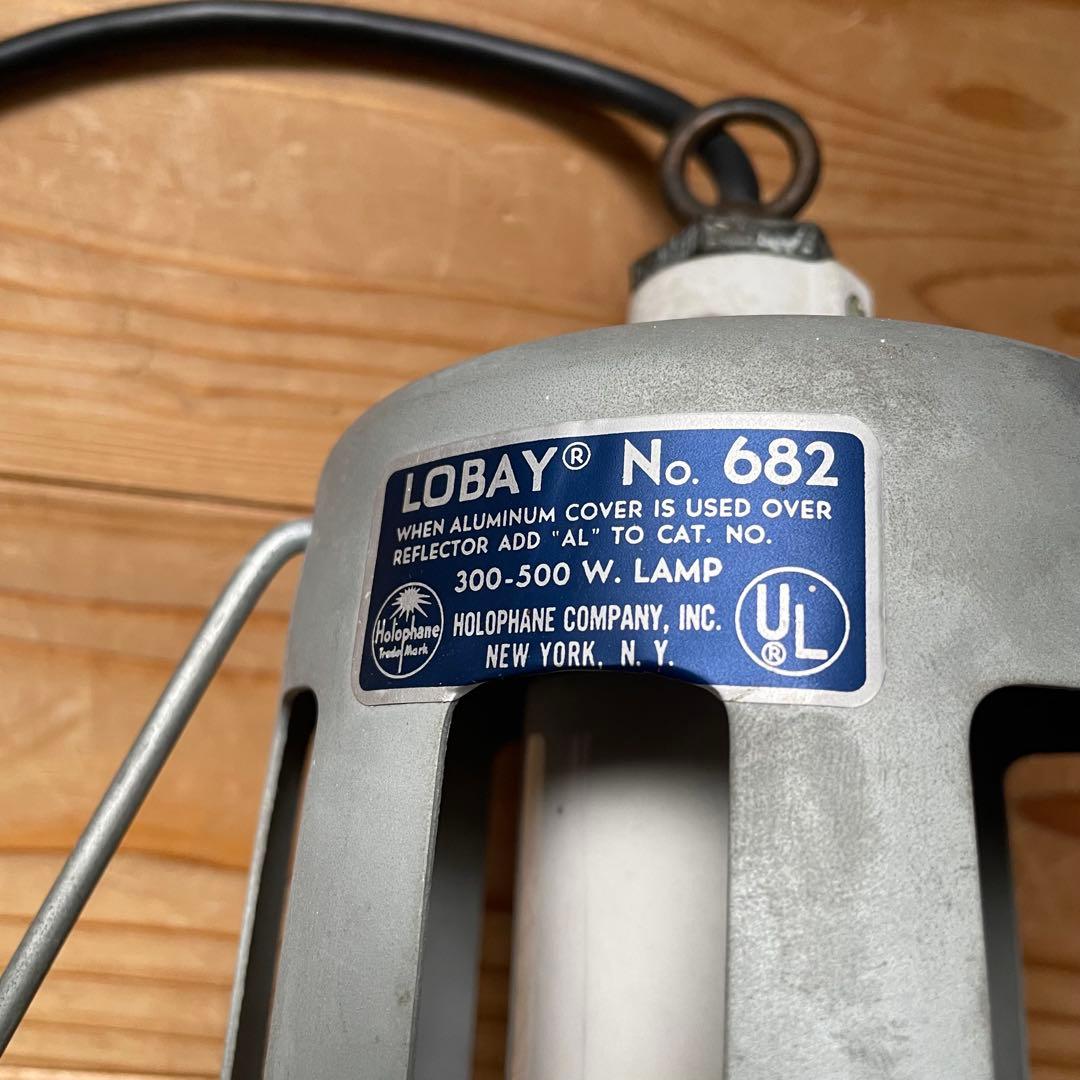 LOBAY® No. 682
WHEN ALUMINUM COVER IS USED OVER
REFLECTOR ADD "AL" TO CAT. NO.
300-500 W. LAMP
Holophane
Trade Mark
HOLOPHANE COMPANY, INC.
NEW YORK, N. Y.
UL®